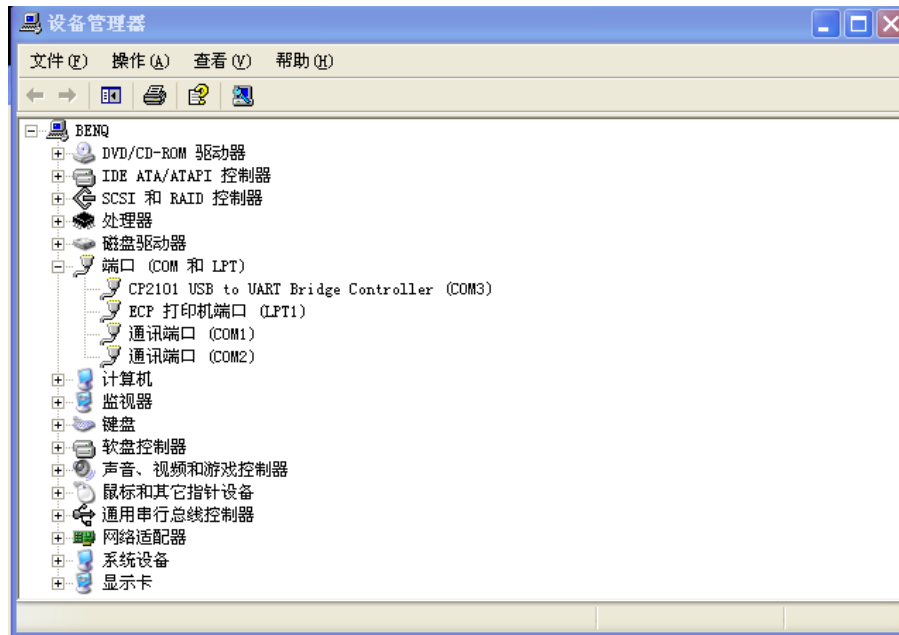 设备管理器
文件(F) 操作(A) 查看(V) 帮助(H)
BENQ
DVD/CD-ROM 驱动器
IDE ATA/ATAPI 控制器
SCSI 和 RAID 控制器
处理器
磁盘驱动器
端口 (COM 和 LPT)
CP2101 USB to UART Bridge Controller (COM3)
ECP 打印机端口 (LPT1)
通讯端口 (COM1)
通讯端口 (COM2)
计算机
监视器
键盘
软盘控制器
声音、视频和游戏控制器
鼠标和其它指针设备
通用串行总线控制器
网络适配器
系统设备
显示卡